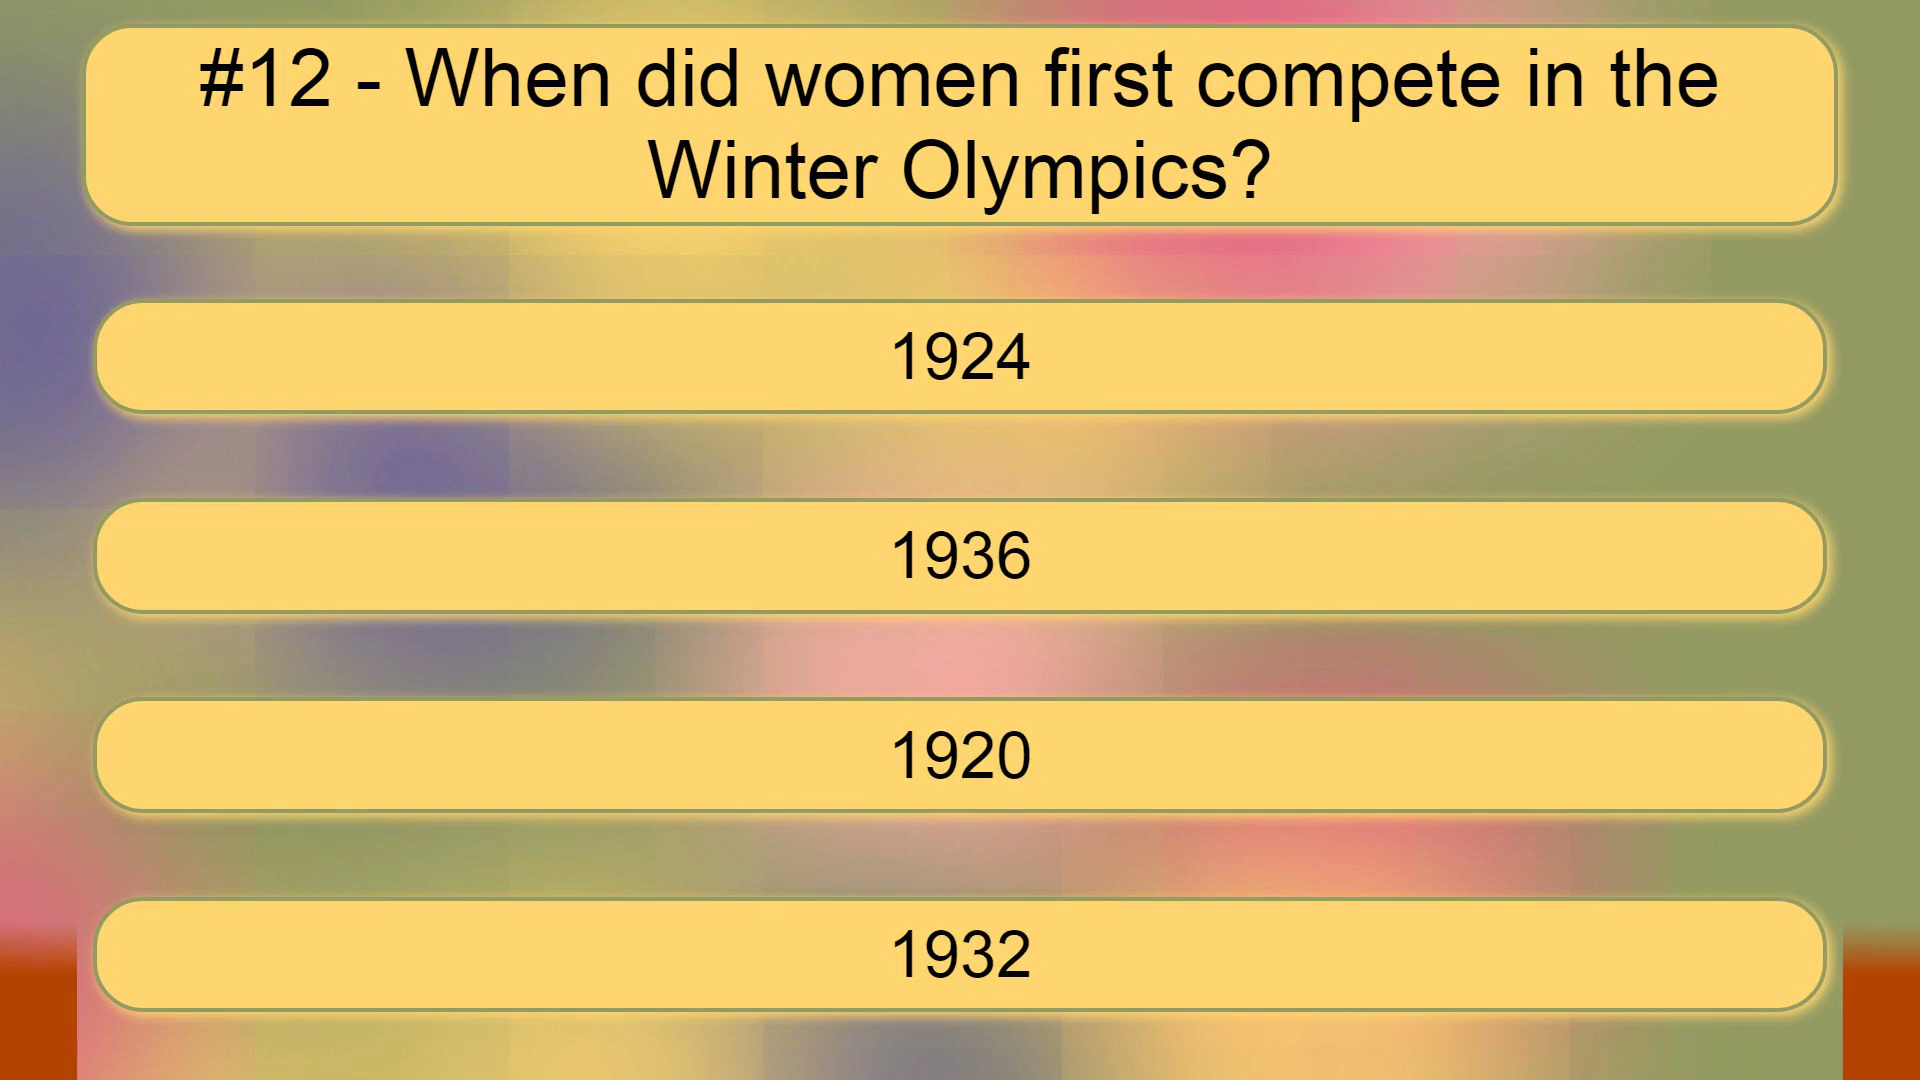 #12 - When did women first compete in the
Winter Olympics?
1924
1936
1920
1932